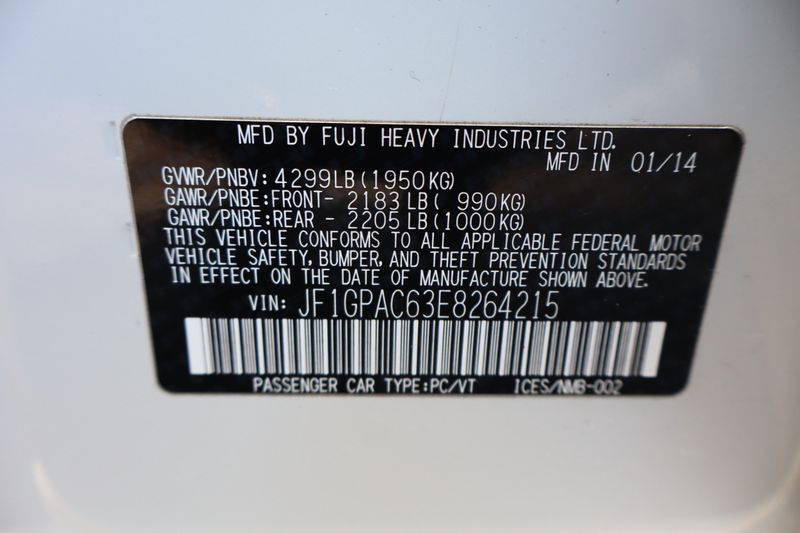 MFD BY FUJI HEAVY INDUSTRIES LTD.
MFD IN 01/14
GVWR/PNBV: 4299LB (1950KG)
GAWR/PNBE:FRONT- 2183LB ( 990KG)
GAWR/PNBE:REAR - 2205LB (1000KG)
THIS VEHICLE CONFORMS TO ALL APPLICABLE FEDERAL MOTOR
VEHICLE SAFETY, BUMPER, AND THEFT PREVENTION STANDARDS
IN EFFECT ON THE DATE OF MANUFACTURE SHOWN ABOVE.
VIN: JF1GPAC63E8264215
PASSENGER CAR TYPE:PC/VT ICES/NMB-002